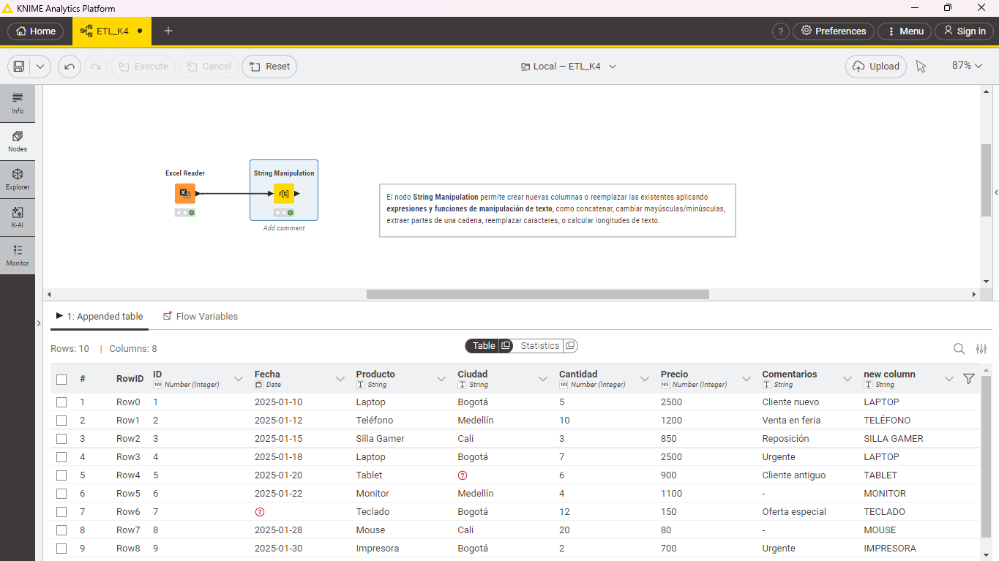 KNIME Analytics Platform
Home
ETL_K4
?
Preferences
Menu
Sign in
Execute
Cancel
Reset
Local — ETL_K4
Upload
87%
Info
Nodes
Explorer
K-AI
Monitor
Excel Reader
String Manipulation
X
f[s]
Add comment
El nodo String Manipulation permite crear nuevas columnas o reemplazar las existentes aplicando
expresiones y funciones de manipulación de texto, como concatenar, cambiar mayúsculas/minúsculas,
extraer partes de una cadena, reemplazar caracteres, o calcular longitudes de texto.
1: Appended table
Flow Variables
Rows: 10 | Columns: 8
Table
Statistics
# RowID ID Fecha Producto Ciudad Cantidad Precio Comentarios new column
123 Number (Integer) Date T String T String 123 Number (Integer) 123 Number (Integer) T String T String
1 Row0 1 2025-01-10 Laptop Bogotá 5 2500 Cliente nuevo LAPTOP
2 Row1 2 2025-01-12 Teléfono Medellín 10 1200 Venta en feria TELÉFONO
3 Row2 3 2025-01-15 Silla Gamer Cali 3 850 Reposición SILLA GAMER
4 Row3 4 2025-01-18 Laptop Bogotá 7 2500 Urgente LAPTOP
5 Row4 5 2025-01-20 Tablet ? 6 900 Cliente antiguo TABLET
6 Row5 6 2025-01-22 Monitor Medellín 4 1100 - MONITOR
7 Row6 7 ? Teclado Bogotá 12 150 Oferta especial TECLADO
8 Row7 8 2025-01-28 Mouse Cali 20 80 - MOUSE
9 Row8 9 2025-01-30 Impresora Bogotá 2 700 Urgente IMPRESORA